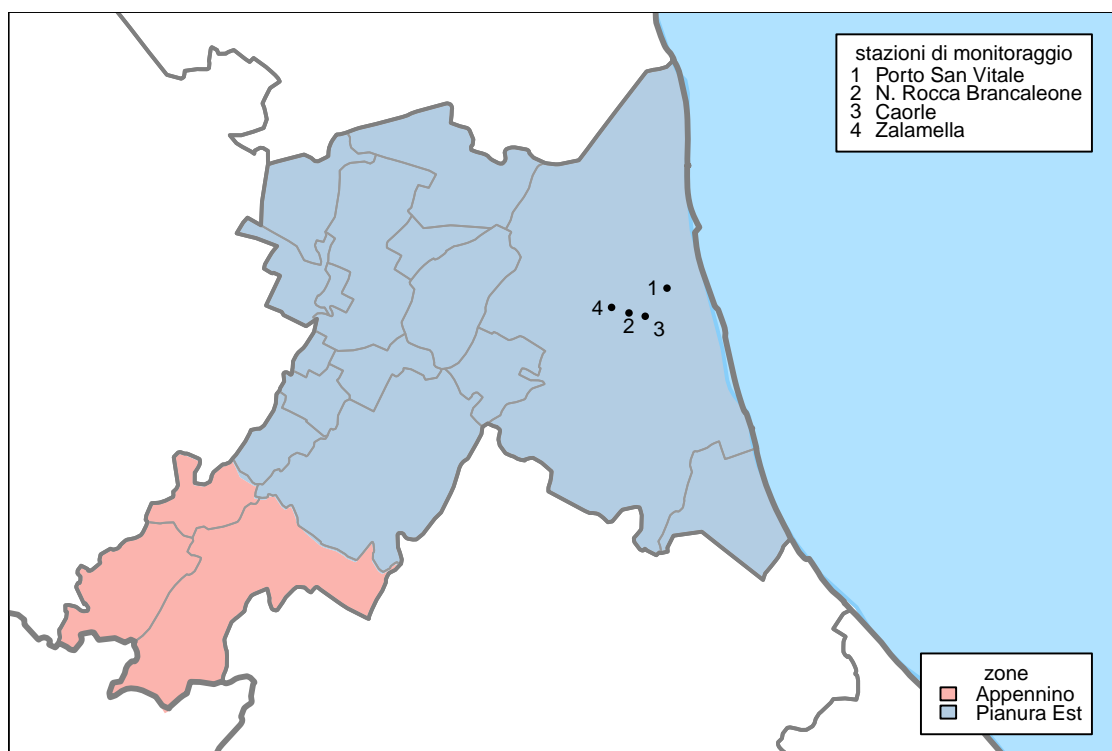 stazioni di monitoraggio
1 Porto San Vitale
2 N. Rocca Brancaleone
3 Caorle
4 Zalamella
1
4
2
3
zone
Appennino
Pianura Est